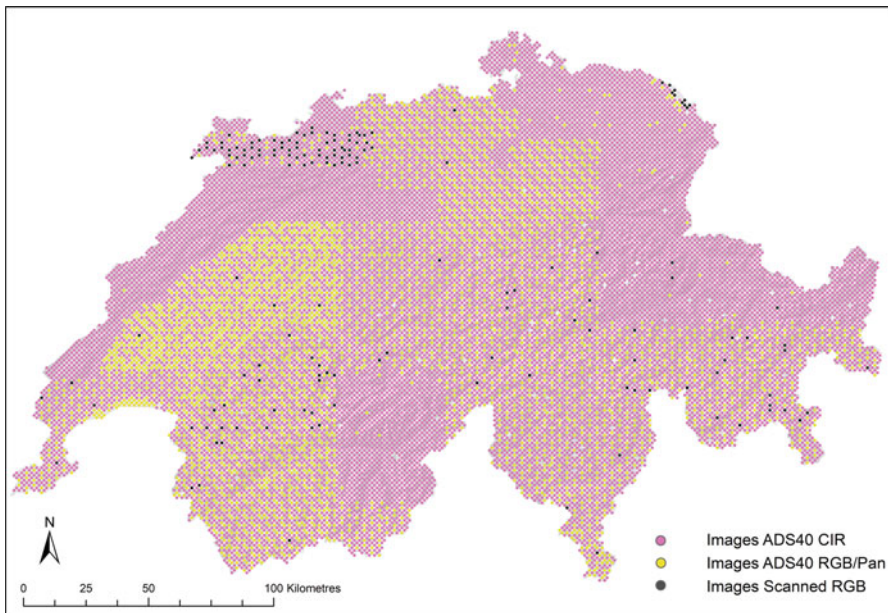 N
0 25 50 100 Kilometres
Images ADS40 CIR
Images ADS40 RGB/Pan
Images Scanned RGB